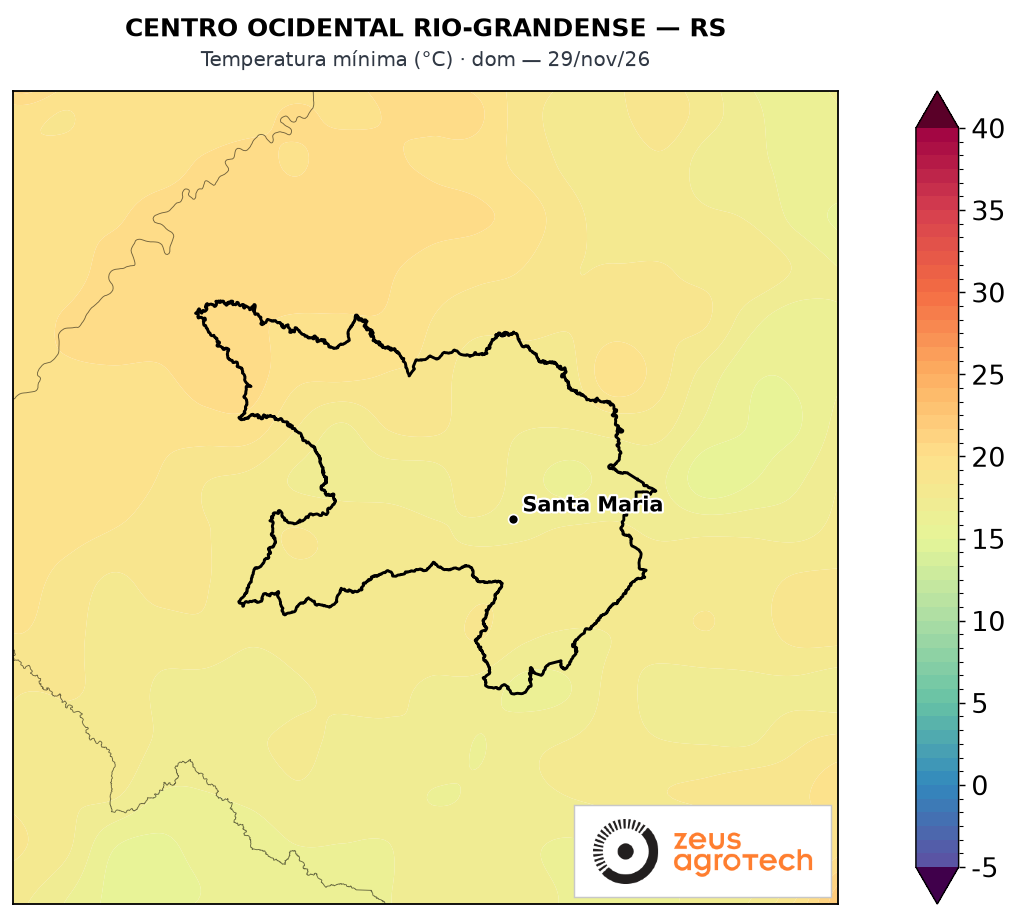 CENTRO OCIDENTAL RIO-GRANDENSE — RS
Temperatura mínima (°C) · dom — 29/nov/26
40
35
30
25
20
15
10
5
0
-5
Santa Maria
zeus
agrotech